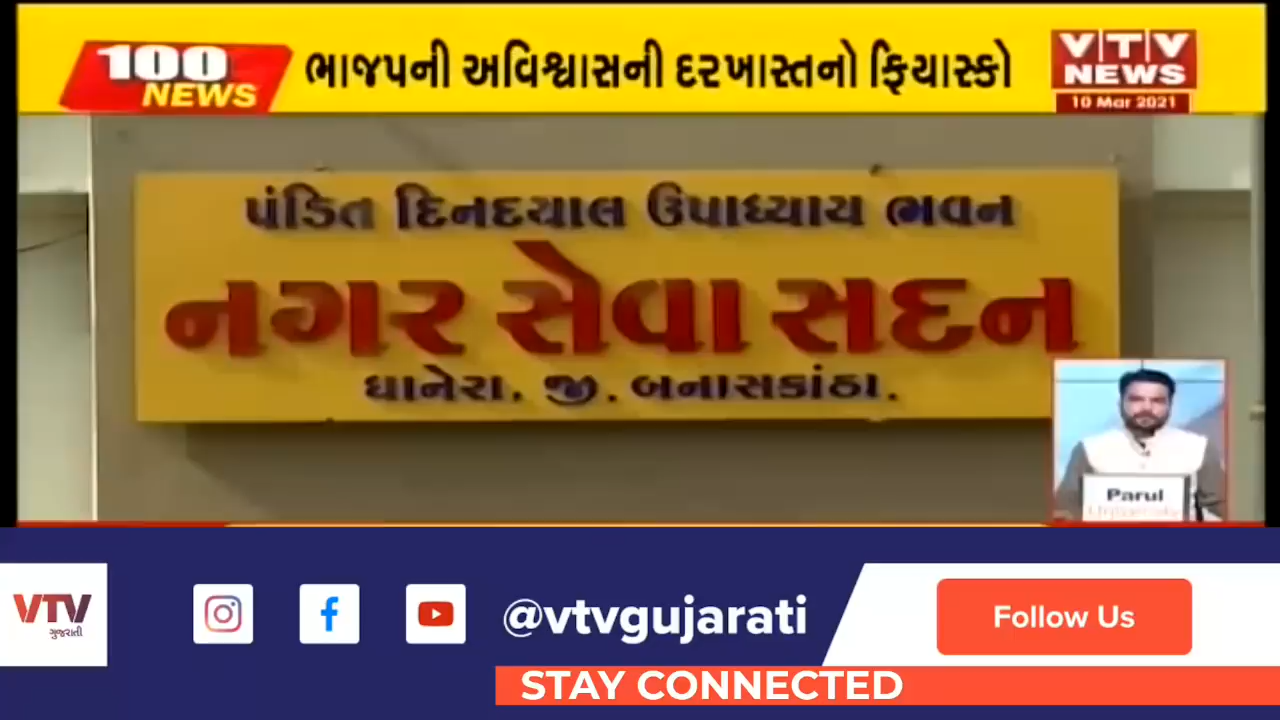 100
NEWS
ભાજપની અવિશ્વાસની દરખાસ્તનો ફિયાસ્કો
VTV
NEWS
10 Mar 2021
પંડિત દિનદયાલ ઉપાધ્યાય ભવન
નગર સેવા સદન
ધાનેરા. જી. બનાસકાંઠા.
Parul
University
VTV
ગુજરાતી
@vtvgujarati
Follow Us
STAY CONNECTED